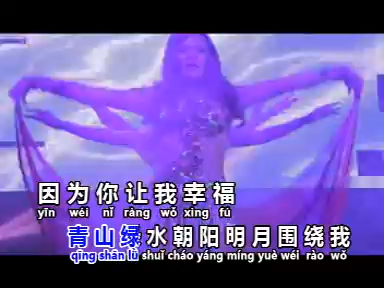 因为你让我幸福
yīn wéi nǐ ràng wǒ xìng fú
青山绿水朝阳明月围绕我
qīng shān lǜ shuǐ cháo yáng míng yuè wéi rào wǒ